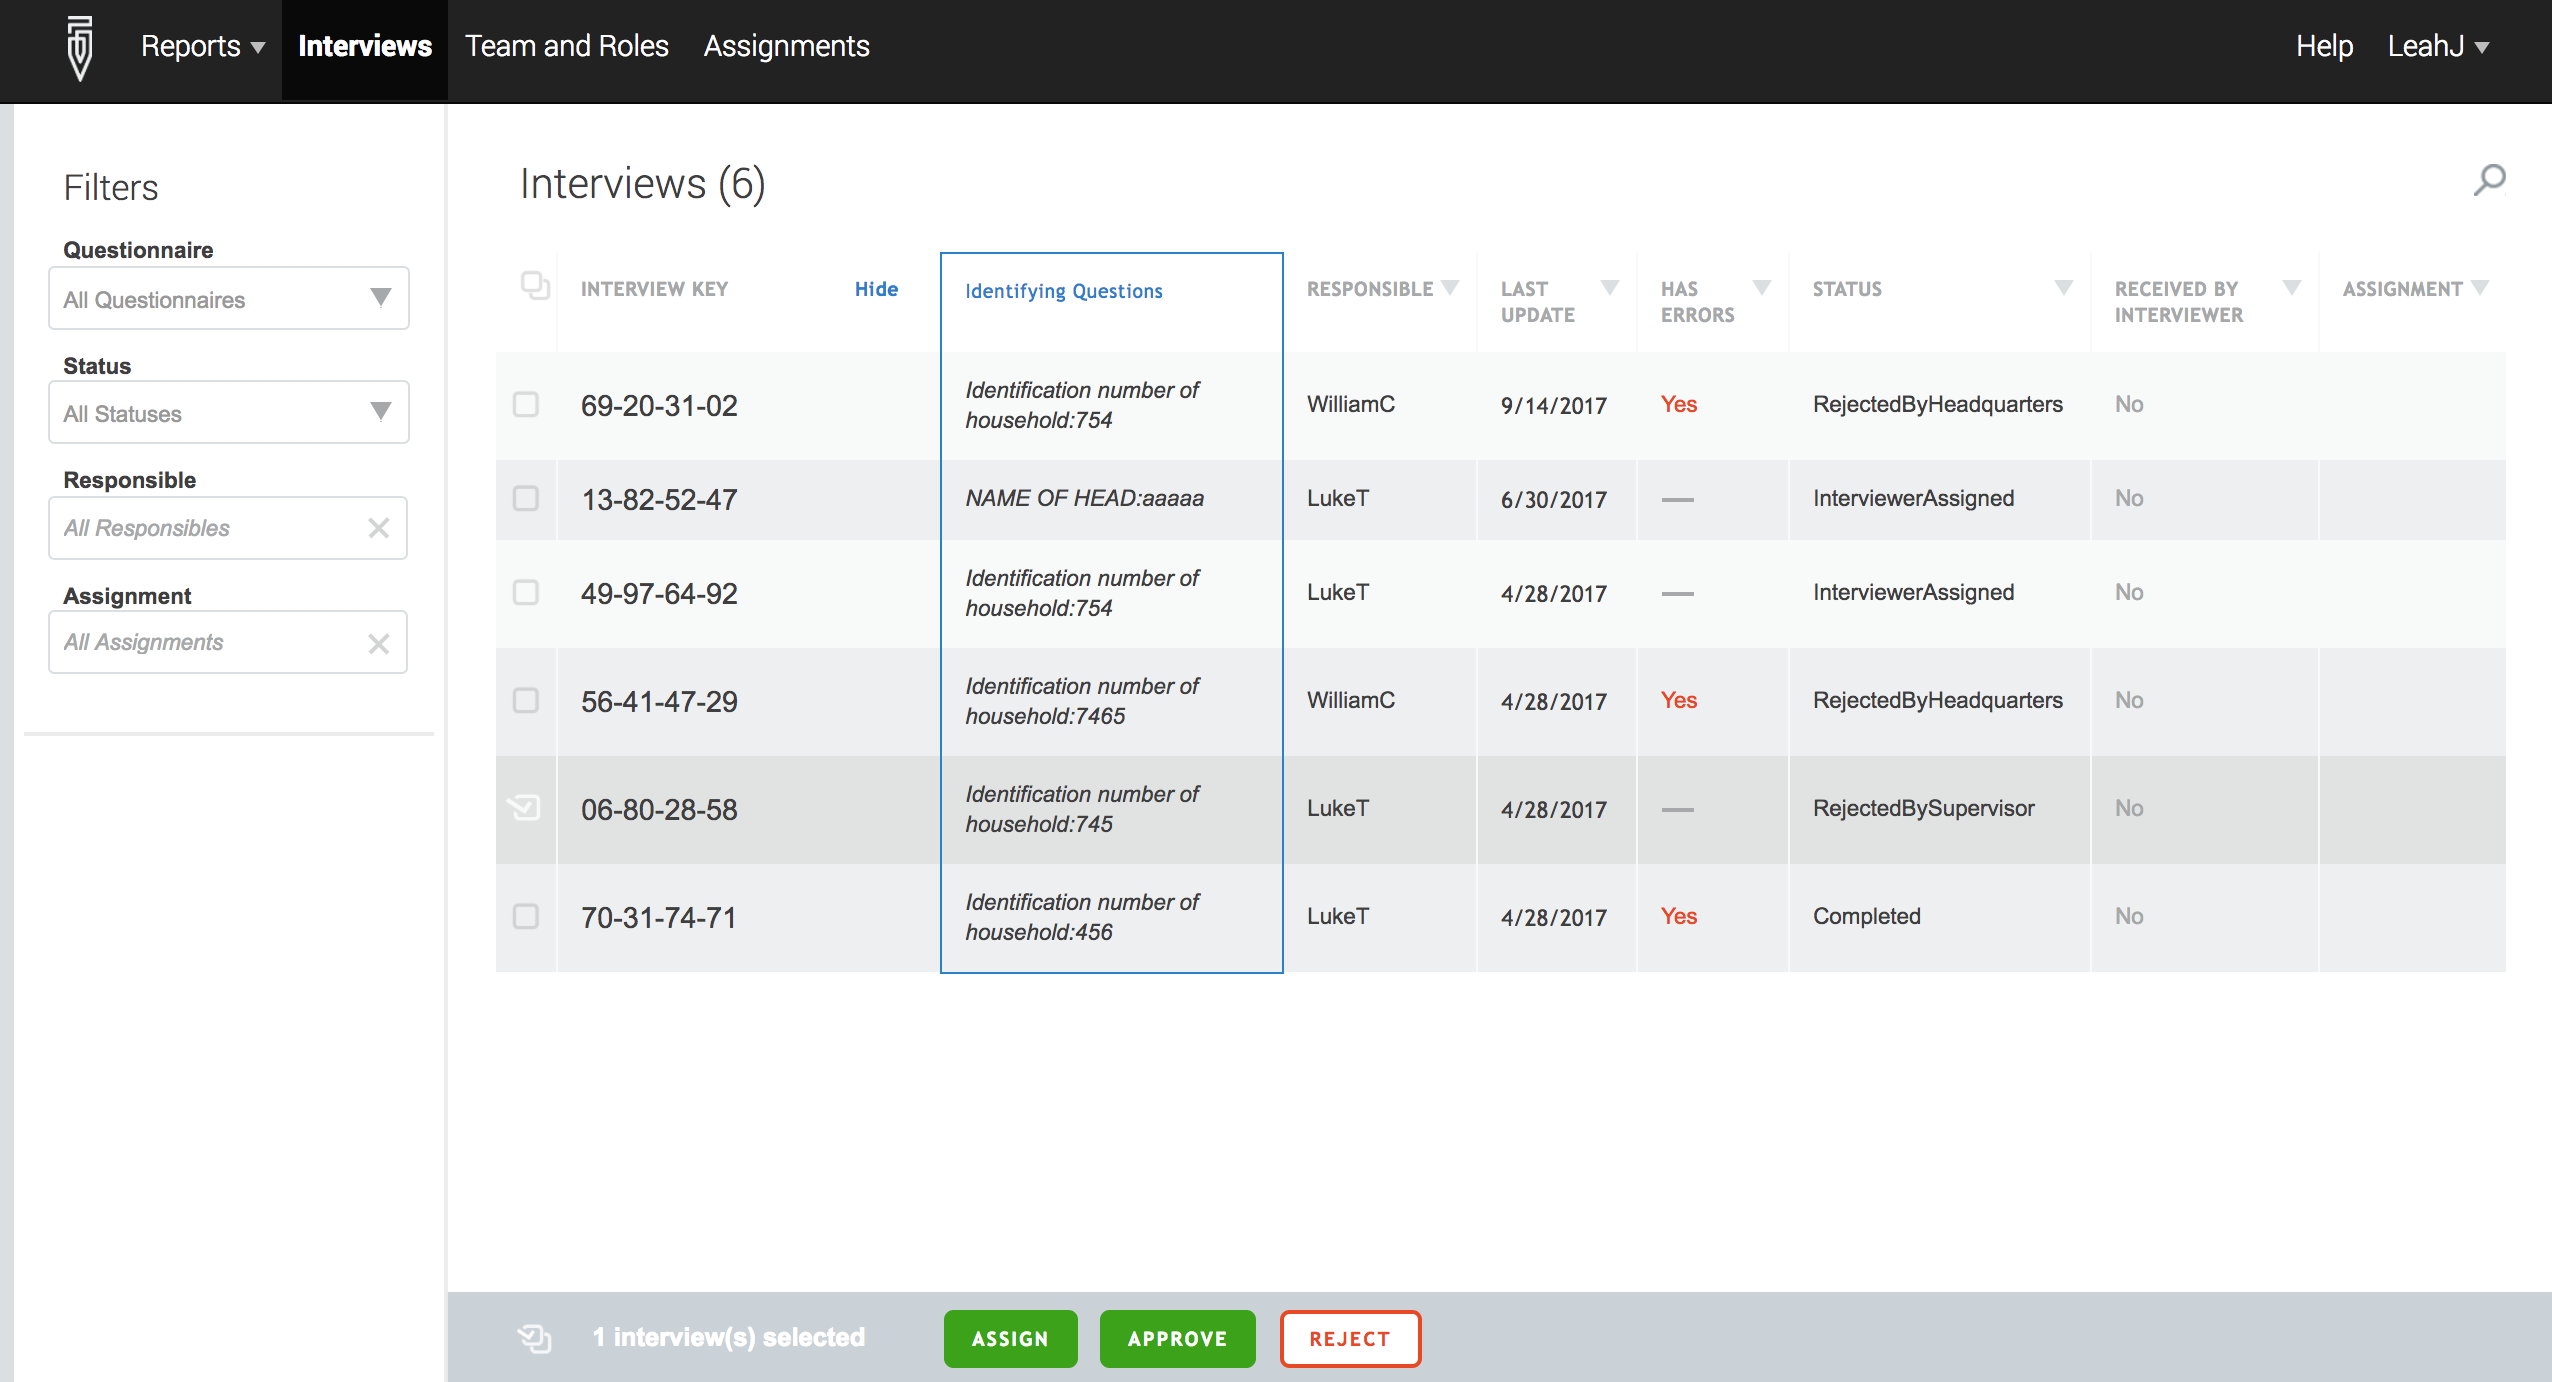 Reports Interviews Team and Roles Assignments Help LeahJ
Filters
Questionnaire
All Questionnaires
Status
All Statuses
Responsible
All Responsibles
Assignment
All Assignments
Interviews (6)
INTERVIEW KEY Hide Identifying Questions RESPONSIBLE LAST UPDATE HAS ERRORS STATUS RECEIVED BY INTERVIEWER ASSIGNMENT
69-20-31-02 Identification number of household:754 WilliamC 9/14/2017 Yes RejectedByHeadquarters No
13-82-52-47 NAME OF HEAD:aaaaa LukeT 6/30/2017 — InterviewerAssigned No
49-97-64-92 Identification number of household:754 LukeT 4/28/2017 — InterviewerAssigned No
56-41-47-29 Identification number of household:7465 WilliamC 4/28/2017 Yes RejectedByHeadquarters No
06-80-28-58 Identification number of household:745 LukeT 4/28/2017 — RejectedBySupervisor No
70-31-74-71 Identification number of household:456 LukeT 4/28/2017 Yes Completed No
1 interview(s) selected ASSIGN APPROVE REJECT